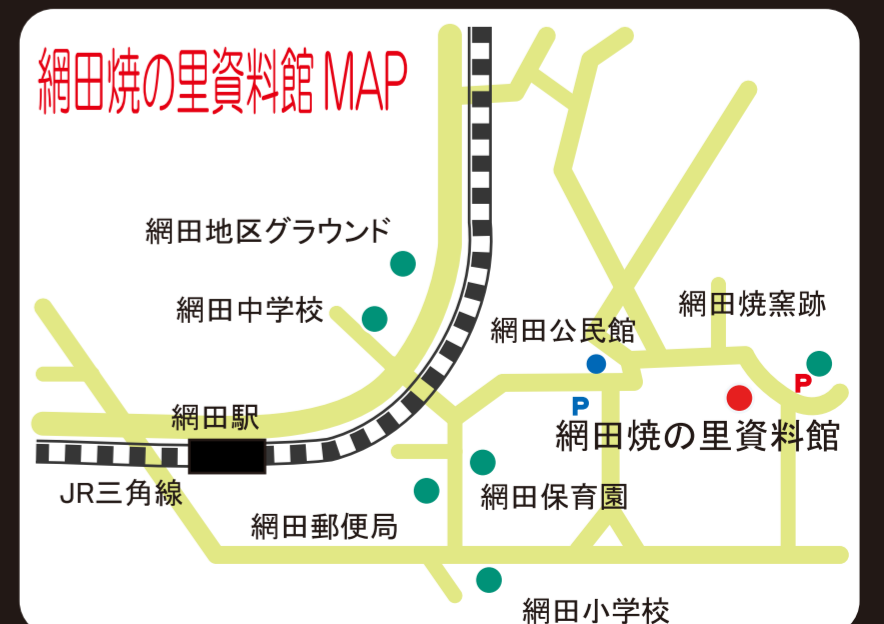 網田焼の里資料館 MAP
網田地区グラウンド
網田中学校
網田公民館
網田焼窯跡
P
P
網田駅
網田焼の里資料館
JR三角線
網田保育園
網田郵便局
網田小学校